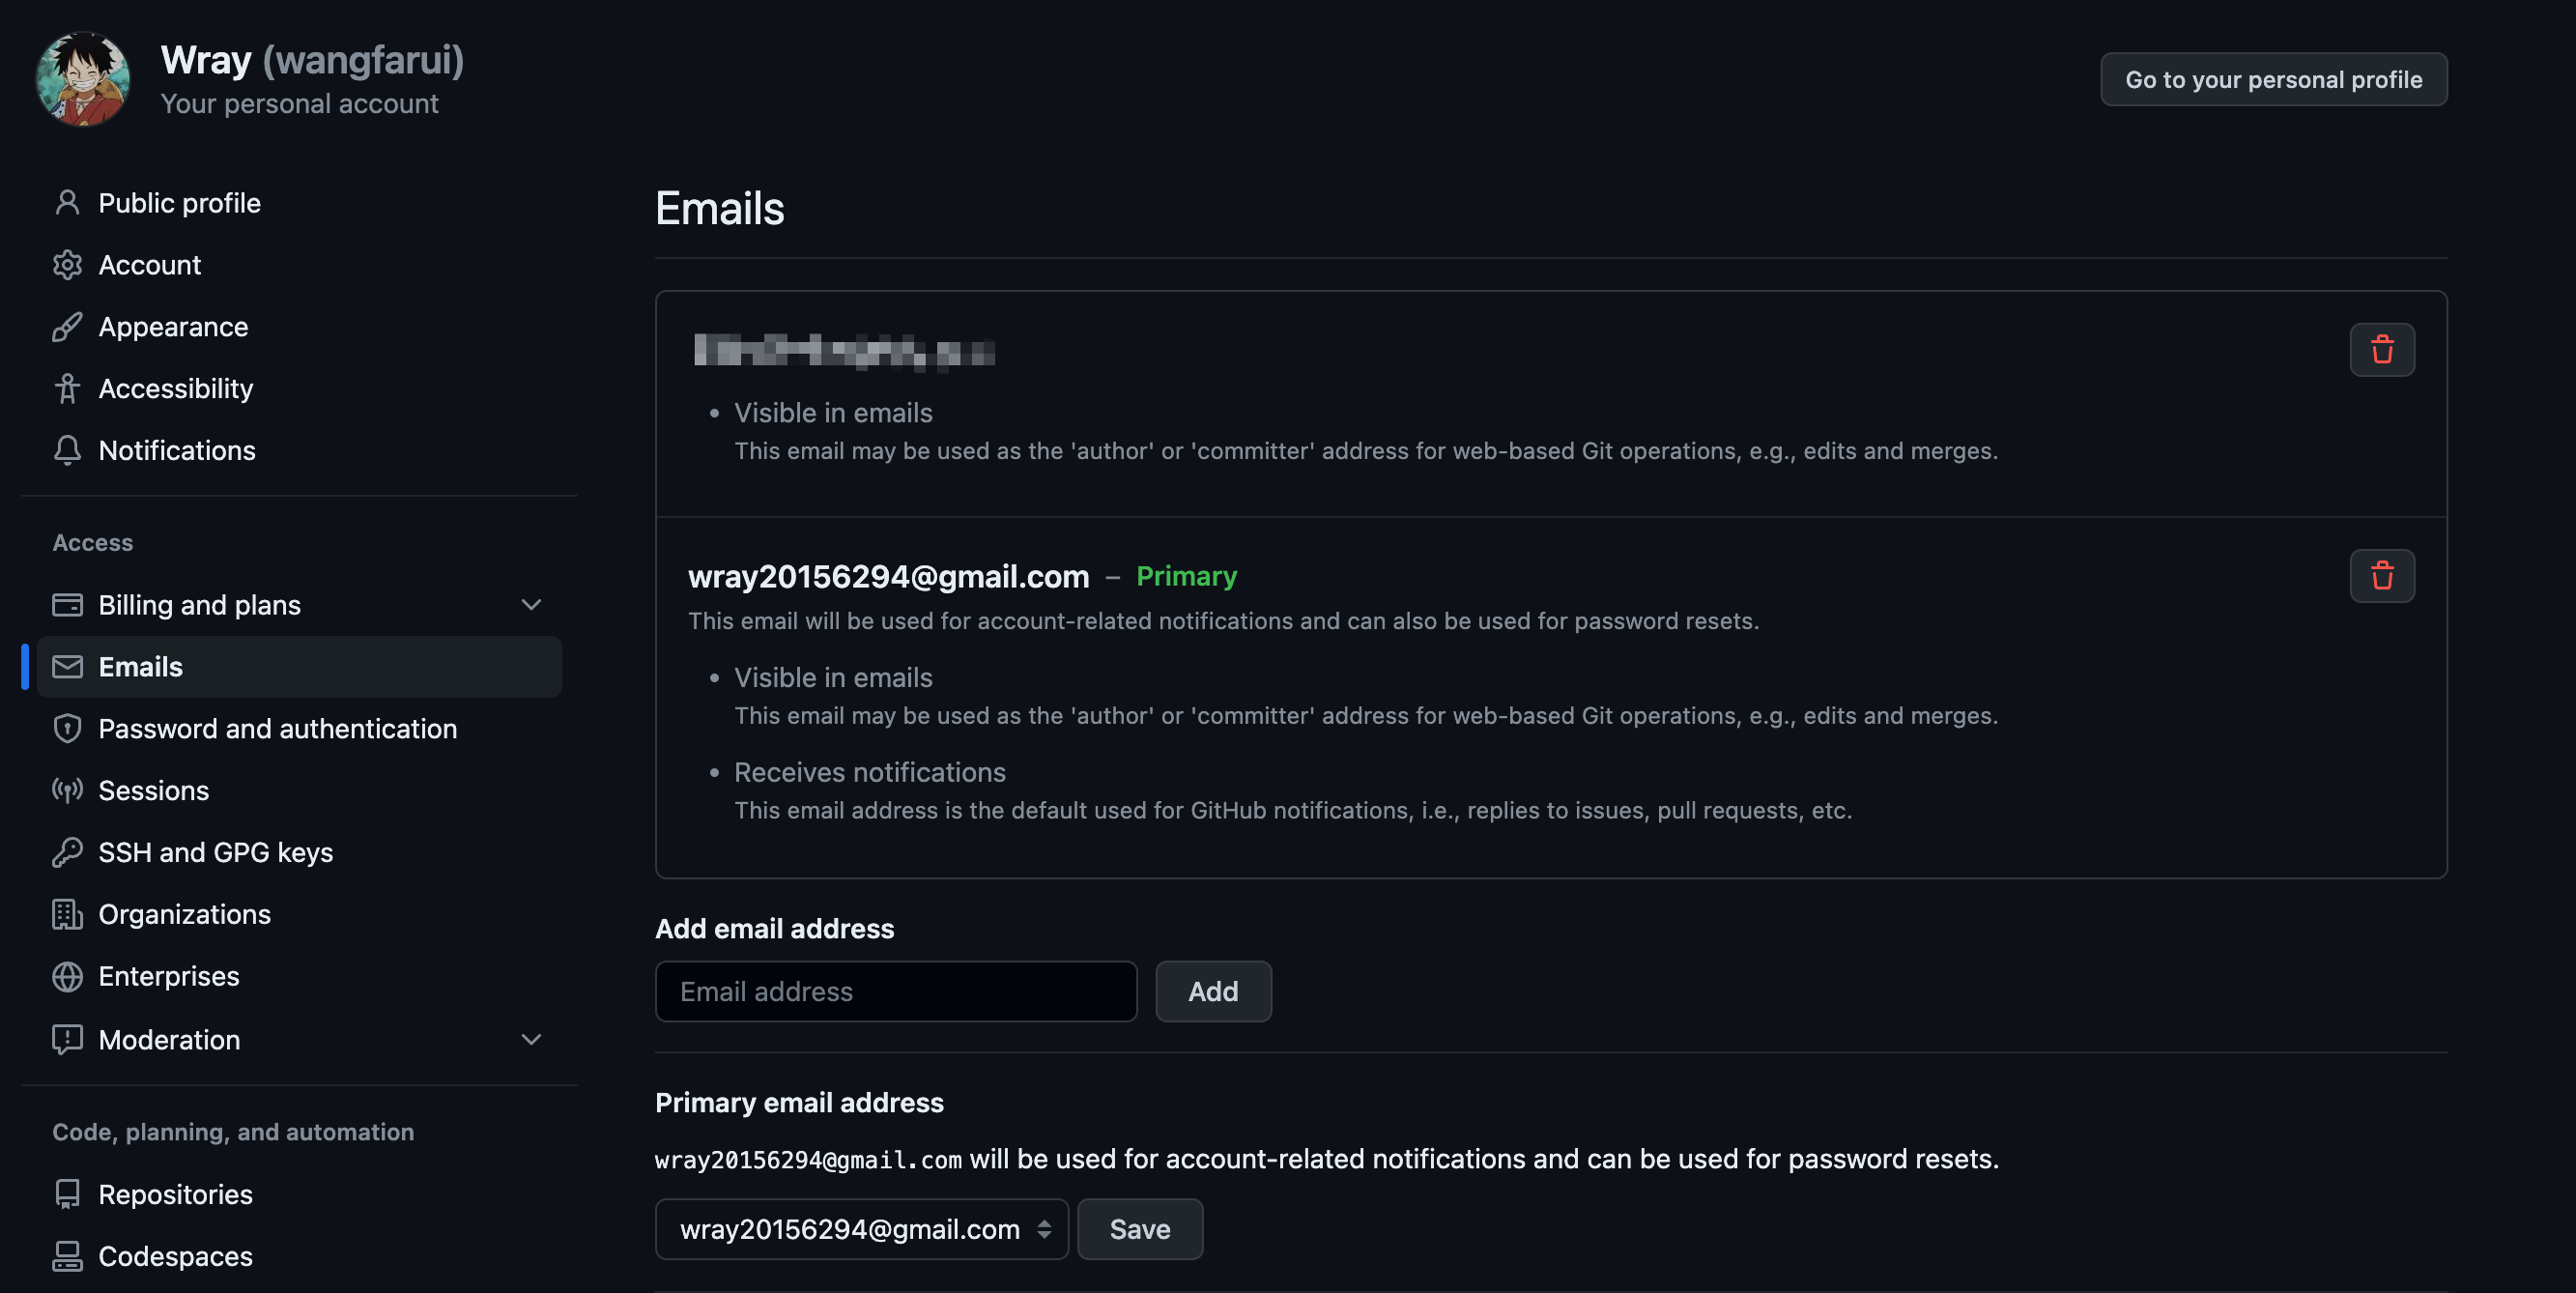 Wray (wangfarui)
Your personal account
Go to your personal profile
Public profile
Account
Appearance
Accessibility
Notifications
Access
Billing and plans
Emails
Password and authentication
Sessions
SSH and GPG keys
Organizations
Enterprises
Moderation
Code, planning, and automation
Repositories
Codespaces
Emails
Visible in emails
This email may be used as the 'author' or 'committer' address for web-based Git operations, e.g., edits and merges.
wray20156294@gmail.com – Primary
This email will be used for account-related notifications and can also be used for password resets.
Visible in emails
This email may be used as the 'author' or 'committer' address for web-based Git operations, e.g., edits and merges.
Receives notifications
This email address is the default used for GitHub notifications, i.e., replies to issues, pull requests, etc.
Add email address
Email address
Add
Primary email address
wray20156294@gmail.com will be used for account-related notifications and can be used for password resets.
wray20156294@gmail.com
Save